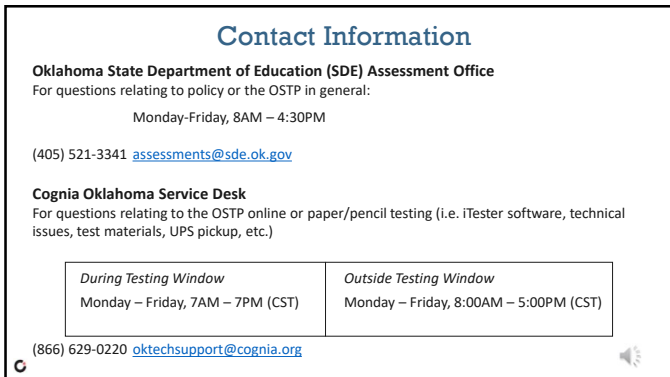 Contact Information
Oklahoma State Department of Education (SDE) Assessment Office
For questions relating to policy or the OSTP in general:
Monday-Friday, 8AM – 4:30PM
(405) 521-3341 assessments@sde.ok.gov
Cognia Oklahoma Service Desk
For questions relating to the OSTP online or paper/pencil testing (i.e. iTester software, technical
issues, test materials, UPS pickup, etc.)
During Testing Window
Monday – Friday, 7AM – 7PM (CST)
Outside Testing Window
Monday – Friday, 8:00AM – 5:00PM (CST)
(866) 629-0220 oktechsupport@cognia.org